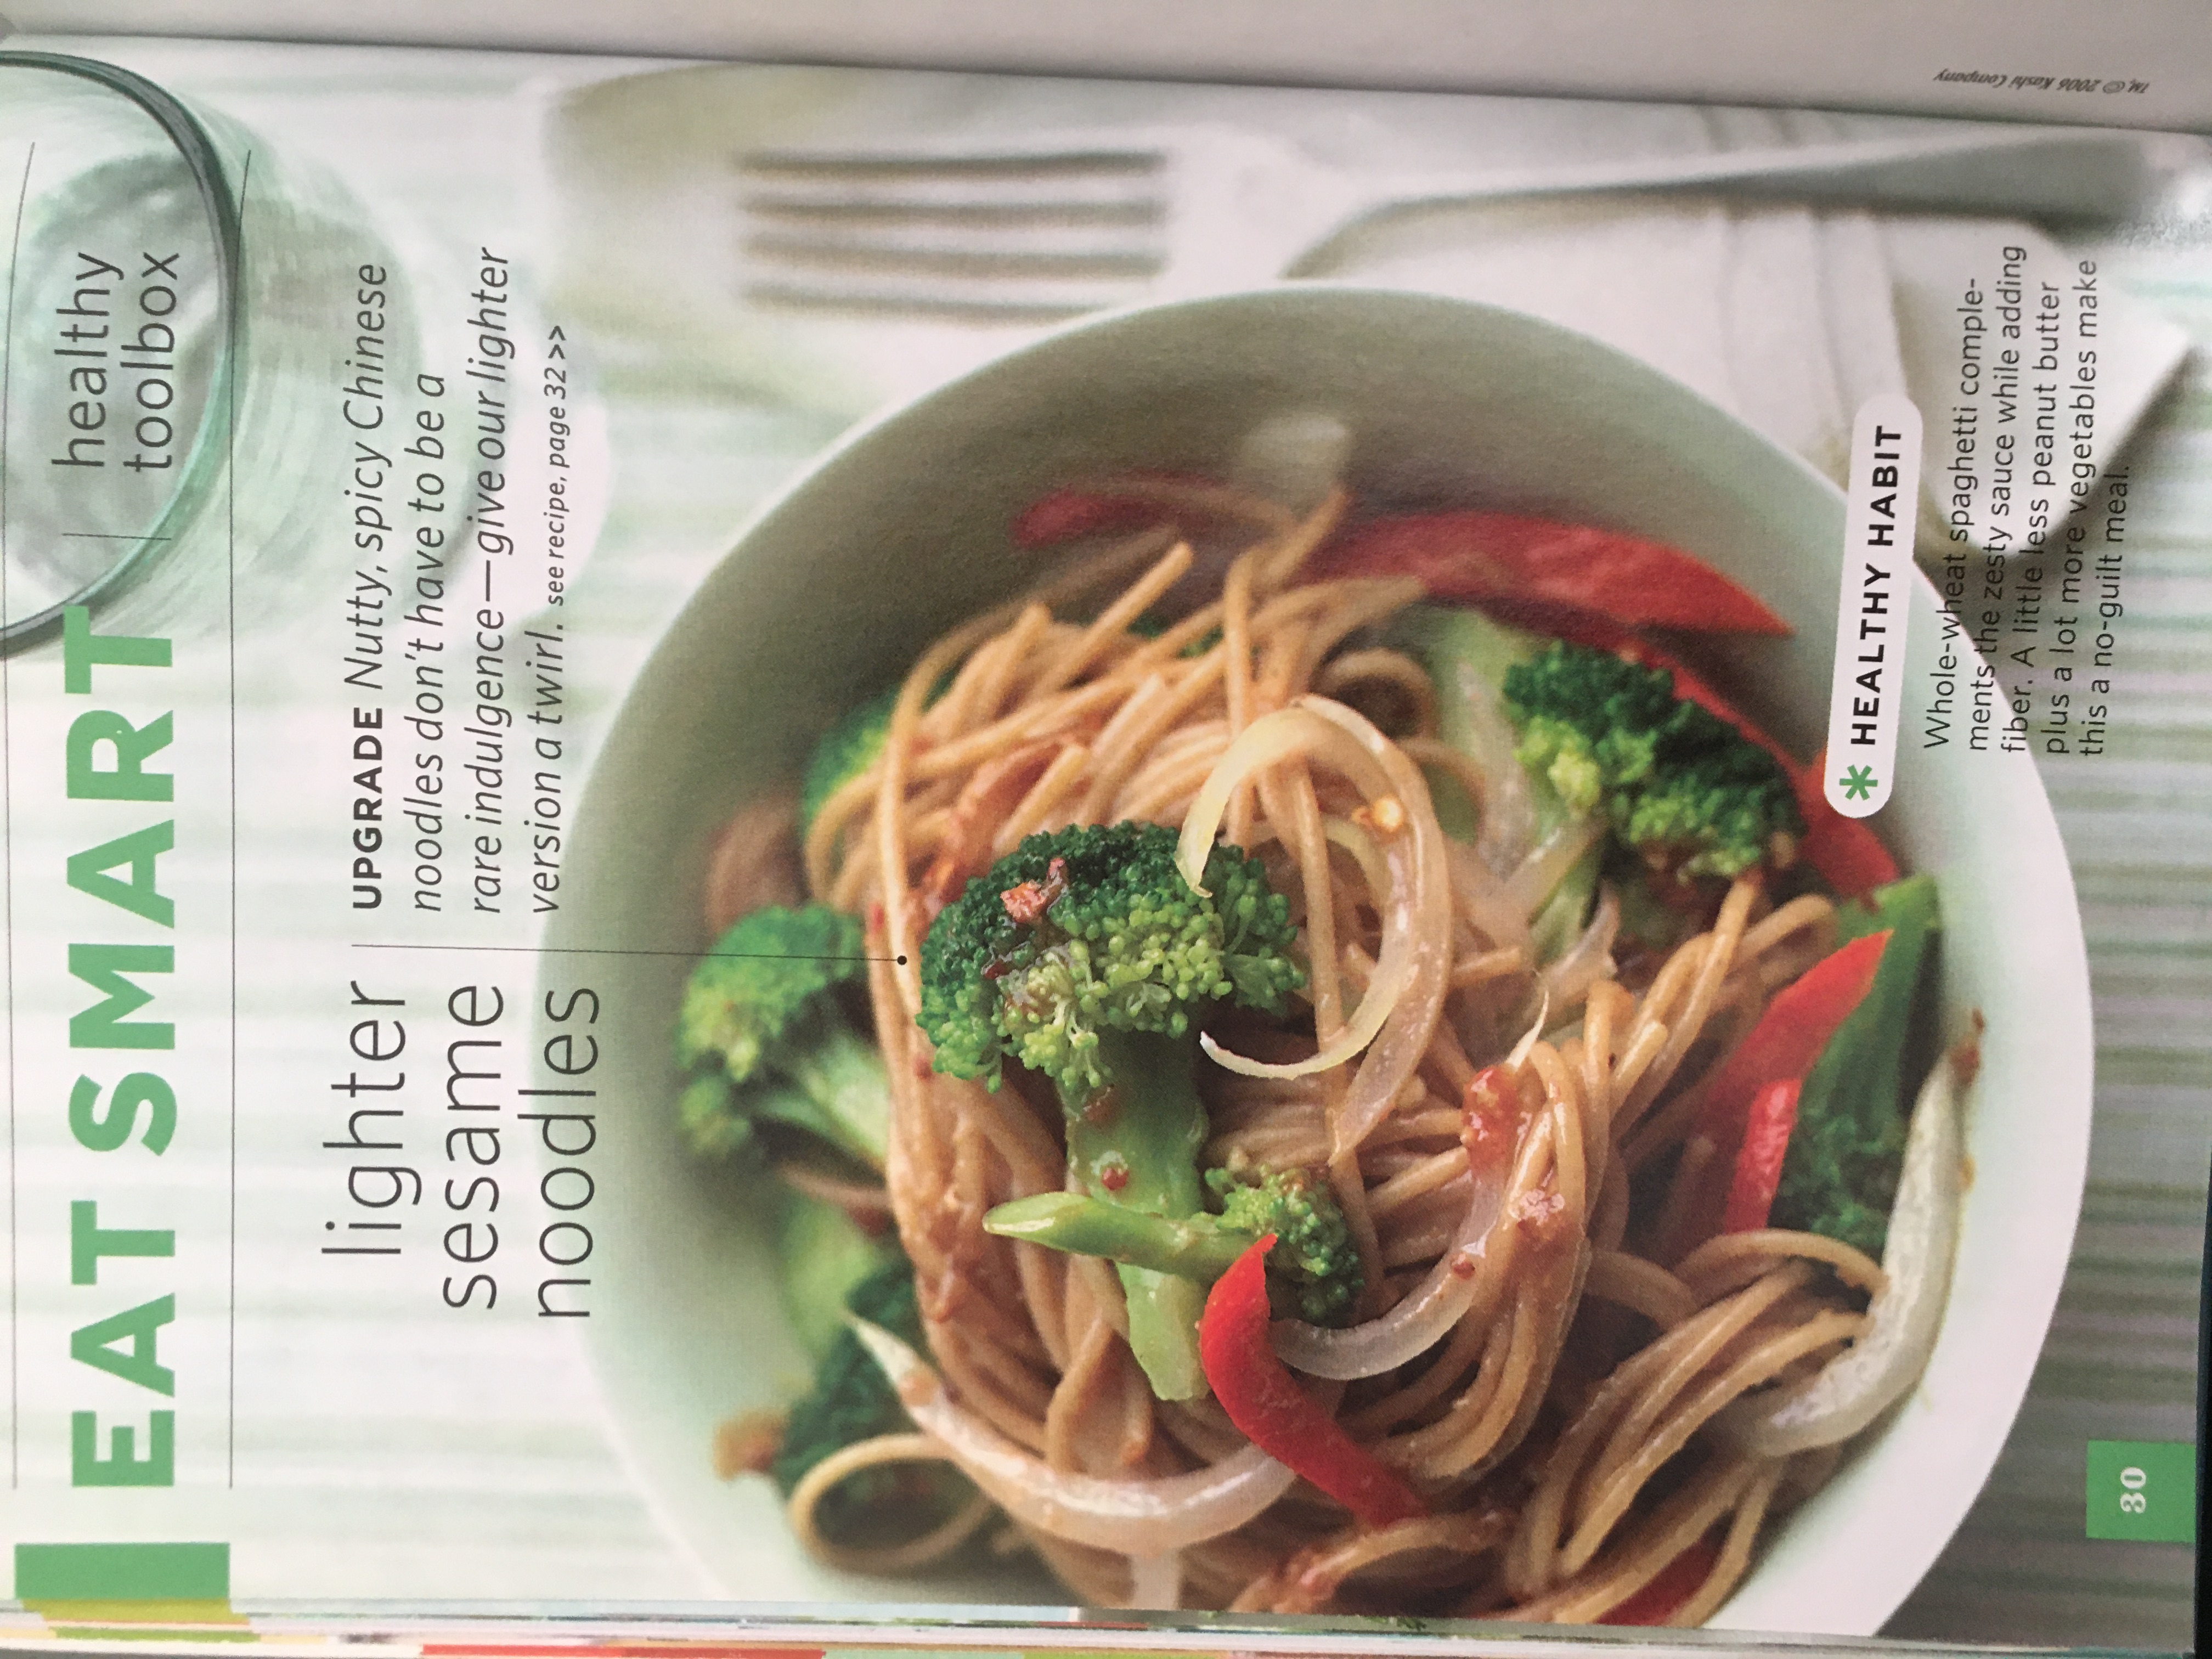 EAT SMART
healthy
toolbox
lighter
sesame
noodles
UPGRADE Nutty, spicy Chinese
noodles don't have to be a
rare indulgence—give our lighter
version a twirl. see recipe, page 32 >>
* HEALTHY HABIT
Whole-wheat spaghetti comple-
ments the zesty sauce while adding
fiber. A little less peanut butter
plus a lot more vegetables make
this a no-guilt meal.
30
TM, © 2006 Kashi Company